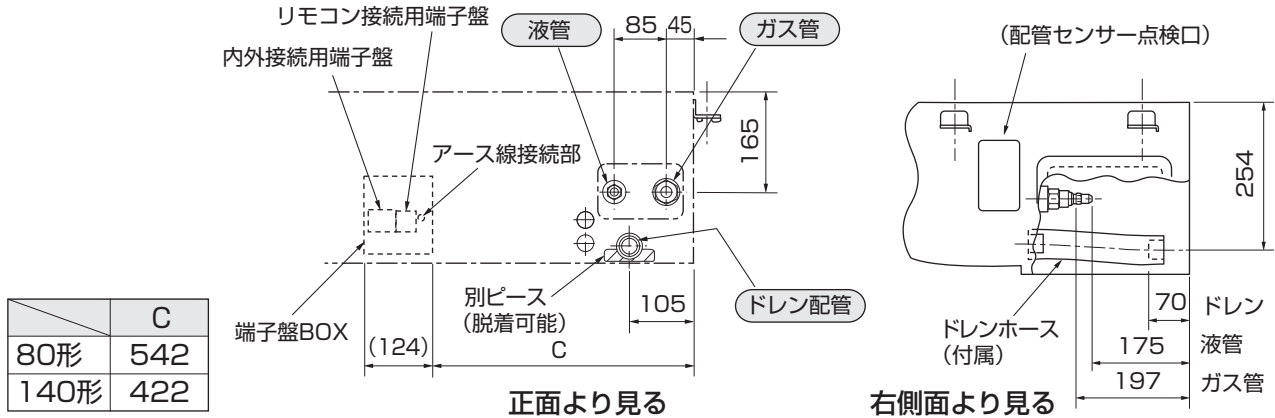 リモコン接続用端子盤
内外接続用端子盤
液管
85
45
ガス管
165
アース線接続部
端子盤BOX
別ピース
(脱着可能)
105
ドレン配管
(124)
C
正面より見る
C
80形 542
140形 422
(配管センサー点検口)
254
ドレンホース
(付属)
70 ドレン
175 液管
197 ガス管
右側面より見る